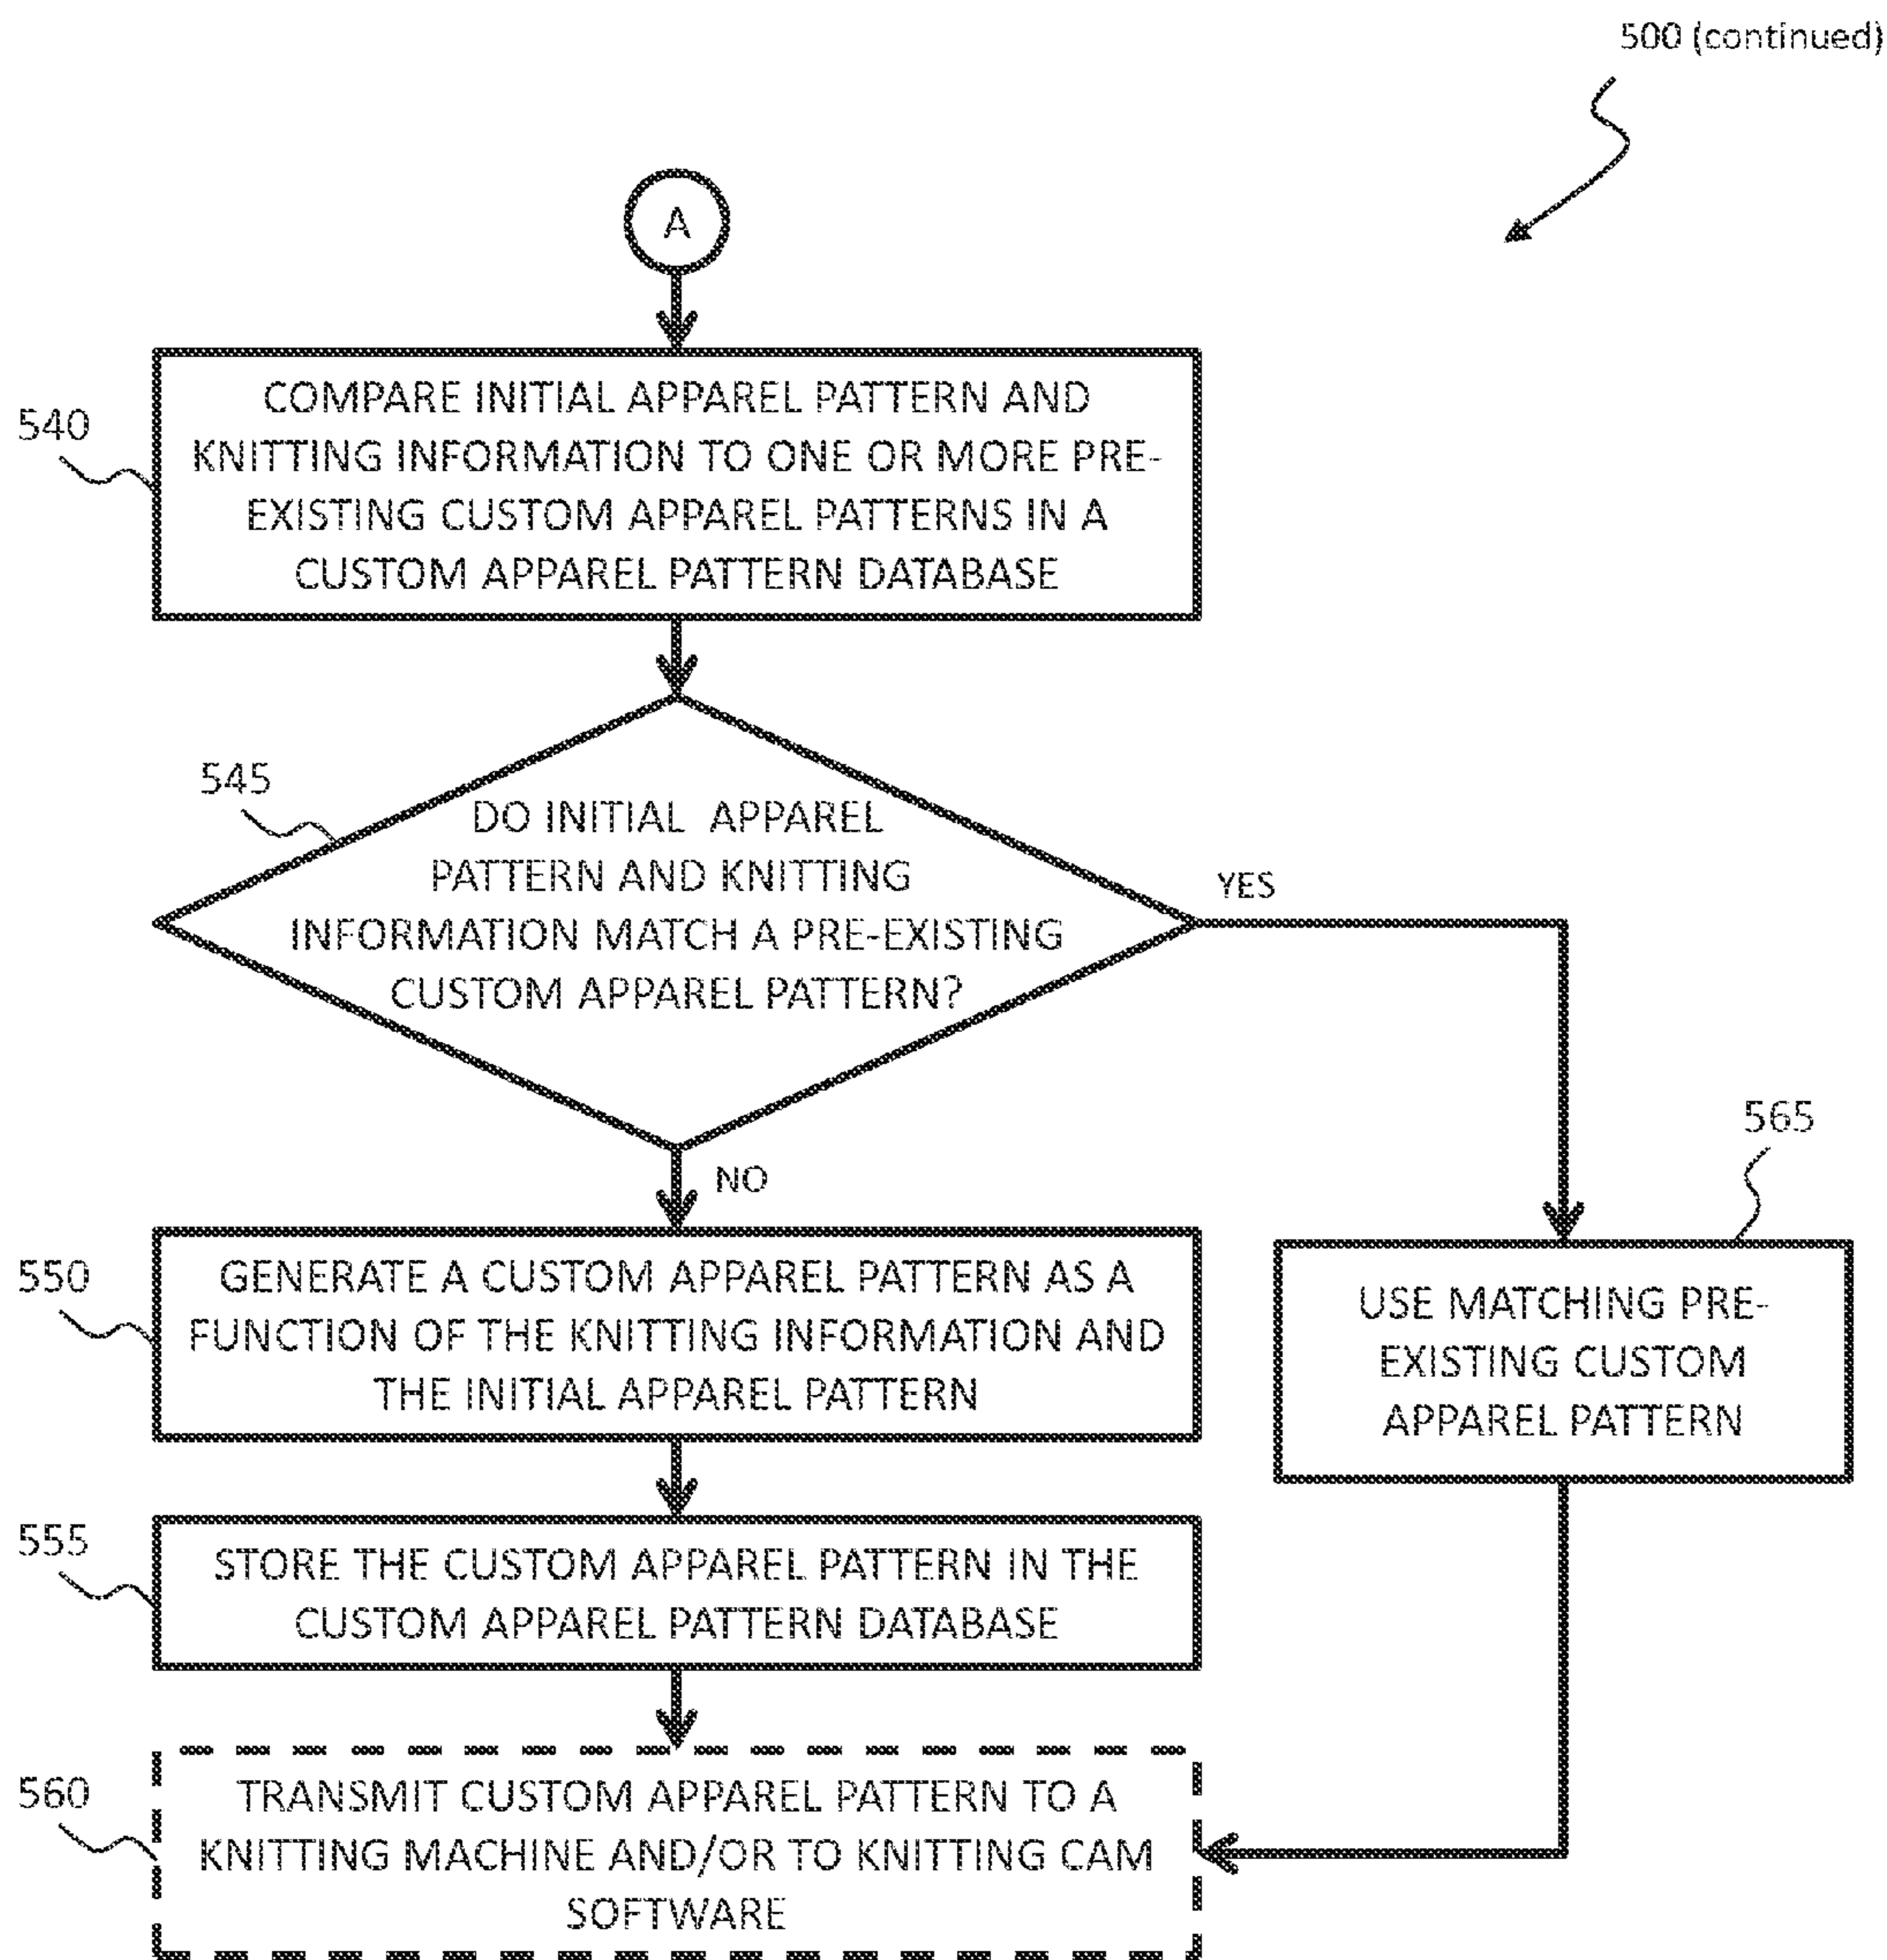 500 (continued)
A
540
COMPARE INITIAL APPAREL PATTERN AND
KNITTING INFORMATION TO ONE OR MORE PRE-
EXISTING CUSTOM APPAREL PATTERNS IN A
CUSTOM APPAREL PATTERN DATABASE
545
DO INITIAL APPAREL
PATTERN AND KNITTING
INFORMATION MATCH A PRE-EXISTING
CUSTOM APPAREL PATTERN?
YES
NO
565
USE MATCHING PRE-
EXISTING CUSTOM
APPAREL PATTERN
550
GENERATE A CUSTOM APPAREL PATTERN AS A
FUNCTION OF THE KNITTING INFORMATION AND
THE INITIAL APPAREL PATTERN
555
STORE THE CUSTOM APPAREL PATTERN IN THE
CUSTOM APPAREL PATTERN DATABASE
560
TRANSMIT CUSTOM APPAREL PATTERN TO A
KNITTING MACHINE AND/OR TO KNITTING CAM
SOFTWARE